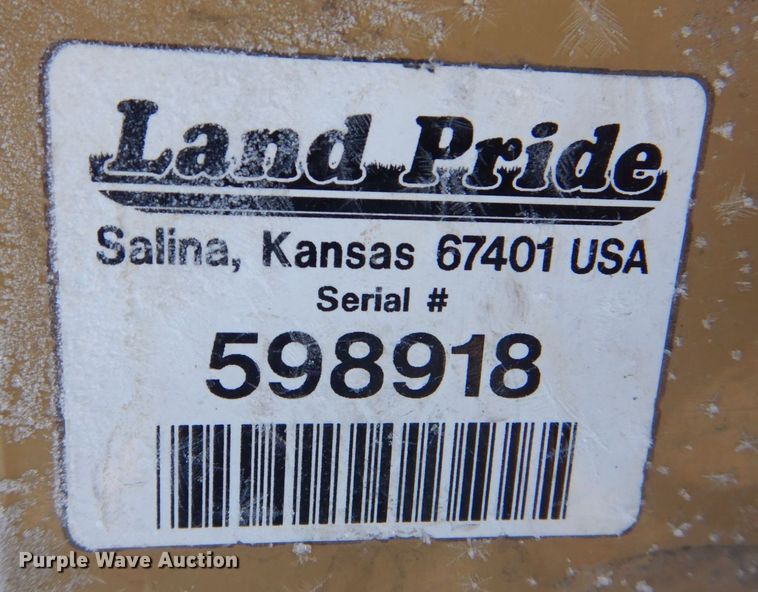 Land Pride
Salina, Kansas 67401 USA
Serial #
598918
Purple Wave Auction